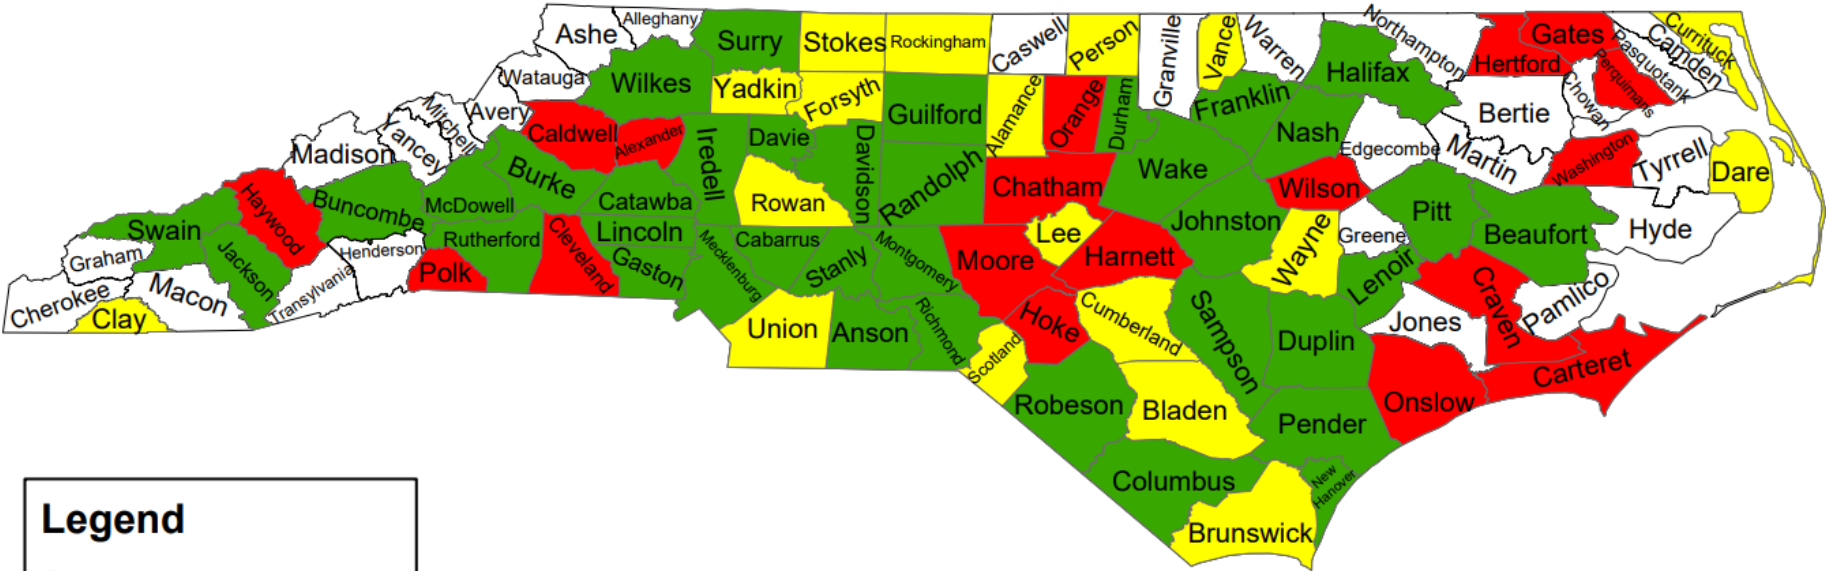 Ashe
Alleghany
Surry
Stokes
Rockingham
Caswell
Person
Granville
Vance
Warren
Northampton
Hertford
Gates
Pasquotank
Camden
Currituck
Perquimans
Chowan
Watauga
Wilkes
Yadkin
Forsyth
Guilford
Alamance
Orange
Durham
Franklin
Halifax
Bertie
Mitchell
Avery
Caldwell
Alexander
Iredell
Davie
Davidson
Randolph
Chatham
Wake
Nash
Edgecombe
Martin
Washington
Tyrrell
Dare
Madison
ancey
Burke
Catawba
Rowan
Wilson
Haywood
Buncombe
McDowell
Swain
Jackson
Rutherford
Cleveland
Lincoln
Gaston
Mecklenburg
Cabarrus
Stanly
Montgomery
Moore
Lee
Harnett
Johnston
Wayne
Greene
Pitt
Beaufort
Hyde
Graham
Henderson
Polk
Cherokee
Macon
Transylvania
Clay
Union
Anson
Richmond
Scotland
Hoke
Cumberland
Sampson
Duplin
Lenoir
Jones
Craven
Pamlico
Carteret
Onslow
Robeson
Bladen
Pender
Columbus
New
Hanover
Brunswick
Legend